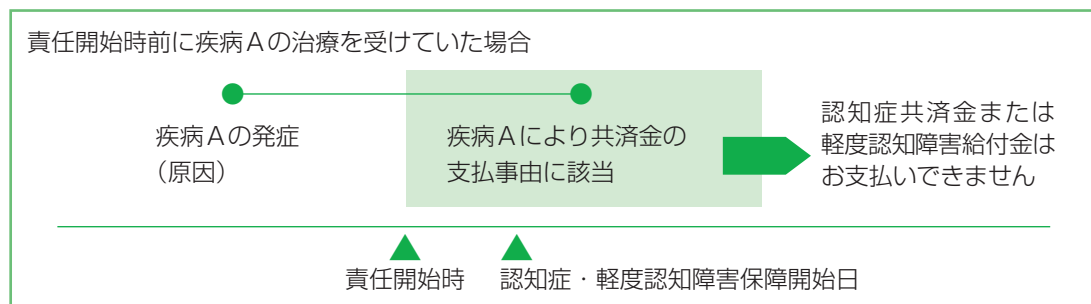 責任開始時前に疾病Aの治療を受けていた場合
疾病Aの発症
（原因）
疾病Aにより共済金の
支払事由に該当
認知症共済金または
軽度認知障害給付金は
お支払いできません
責任開始時
認知症・軽度認知障害保障開始日